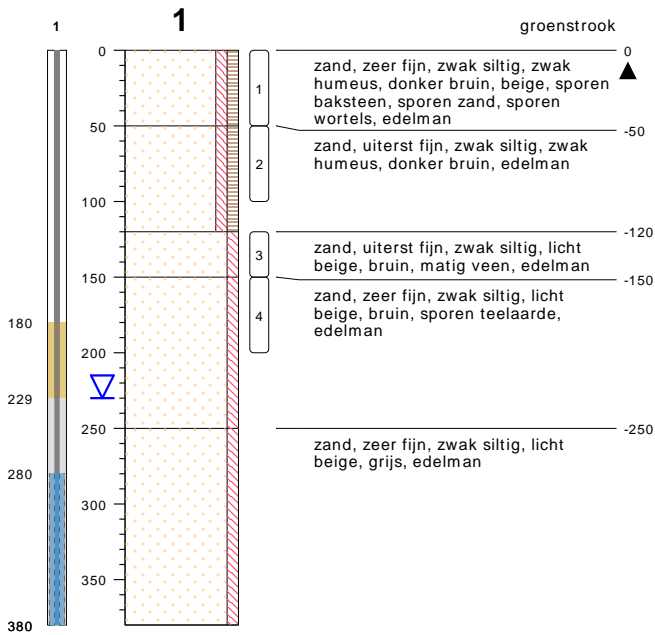 1
1
groenstrook
0
50
100
150
200
250
300
350
180
229
280
380
1
2
3
4
zand, zeer fijn, zwak siltig, zwak
humeus, donker bruin, beige, sporen
baksteen, sporen zand, sporen
wortels, edelman
zand, uiterst fijn, zwak siltig, zwak
humeus, donker bruin, edelman
zand, uiterst fijn, zwak siltig, licht
beige, bruin, matig veen, edelman
zand, zeer fijn, zwak siltig, licht
beige, bruin, sporen teelaarde,
edelman
zand, zeer fijn, zwak siltig, licht
beige, grijs, edelman
0
-50
-120
-150
-250